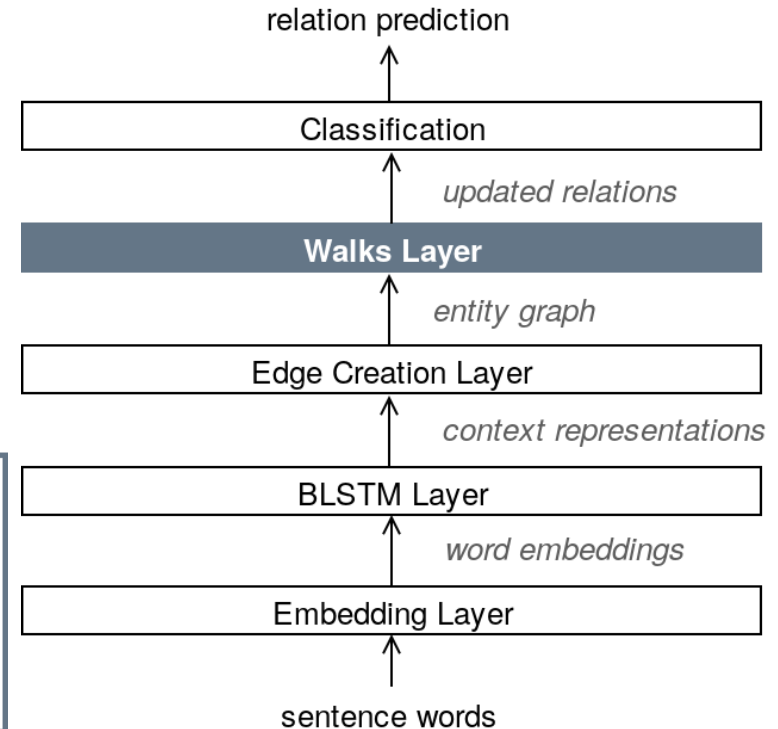 relation prediction
Classification
updated relations
Walks Layer
entity graph
Edge Creation Layer
context representations
BLSTM Layer
word embeddings
Embedding Layer
sentence words